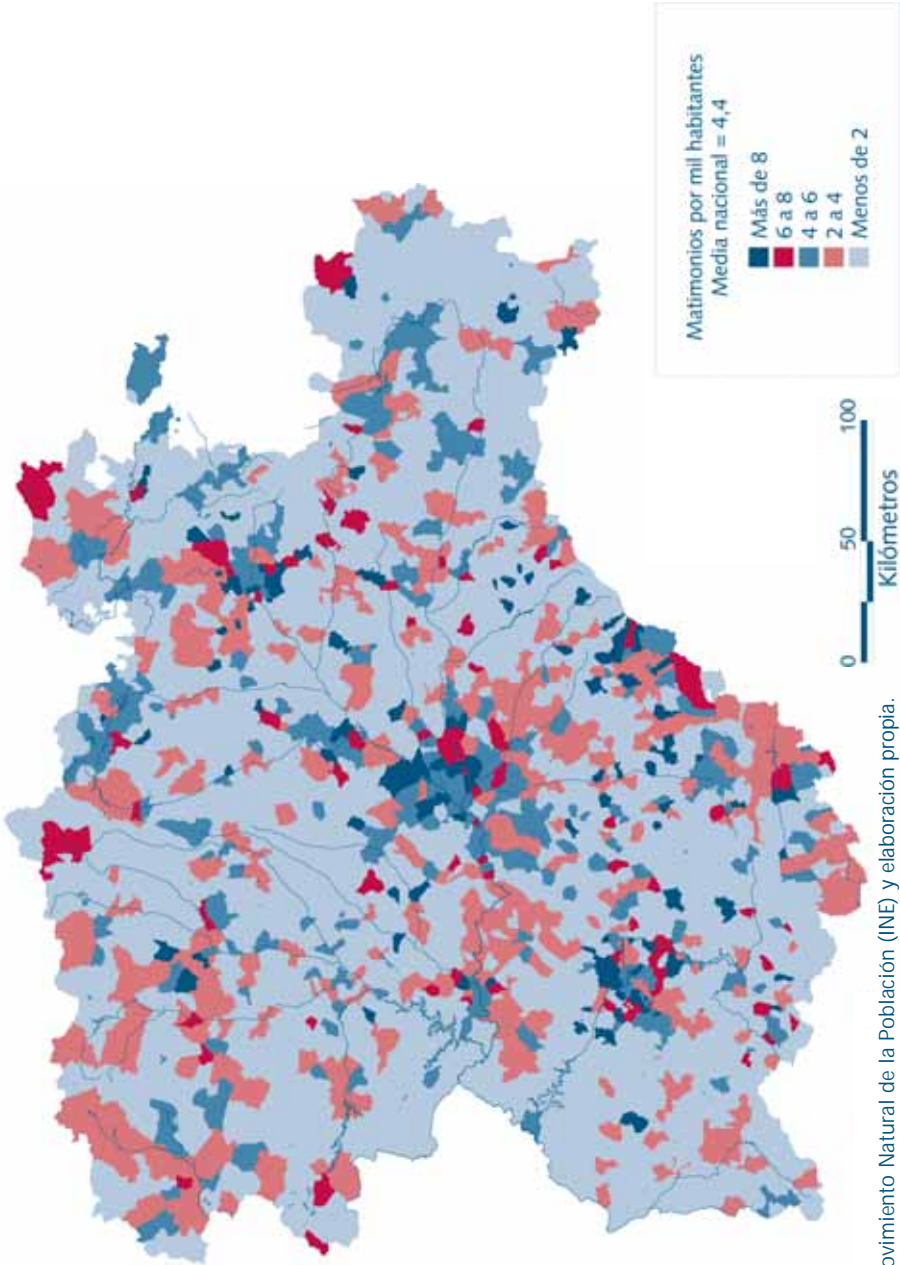 Matimonios por mil habitantes
Media nacional = 4,4
Más de 8
6 a 8
4 a 6
2 a 4
Menos de 2
0 50 100
Kilómetros
ovimiento Natural de la Población (INE) y elaboración propia.